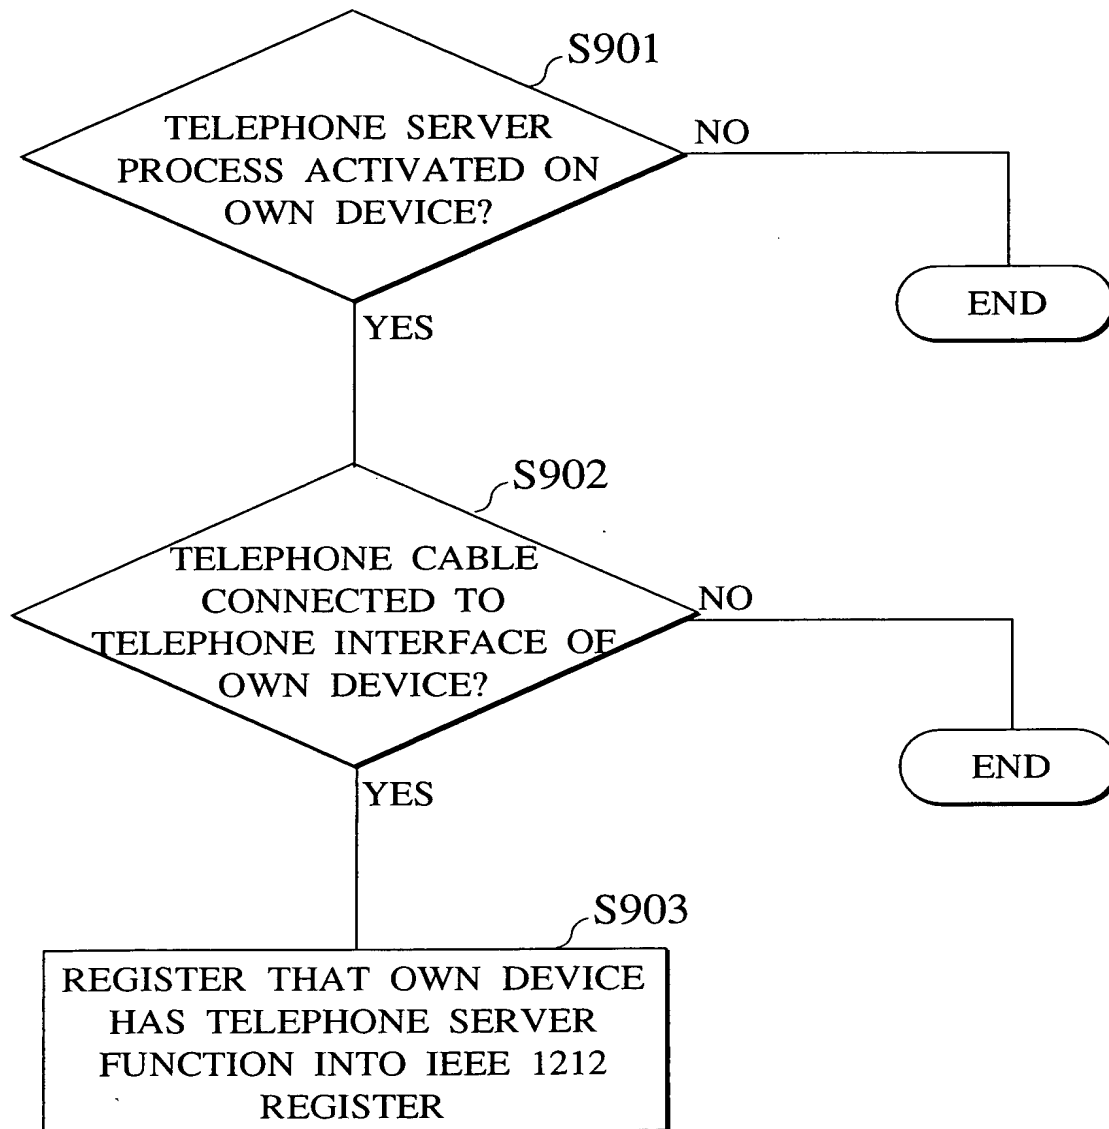 S901
TELEPHONE SERVER
PROCESS ACTIVATED ON
OWN DEVICE?
NO
END
YES
S902
TELEPHONE CABLE
CONNECTED TO
TELEPHONE INTERFACE OF
OWN DEVICE?
NO
END
YES
S903
REGISTER THAT OWN DEVICE
HAS TELEPHONE SERVER
FUNCTION INTO IEEE 1212
REGISTER